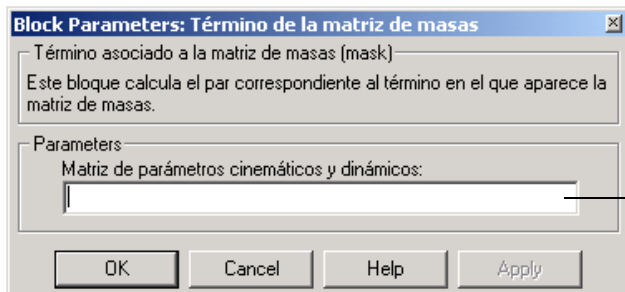 Block Parameters: Término de la matriz de masas
Término asociado a la matriz de masas (mask)
Este bloque calcula el par correspondiente al término en el que aparece la
matriz de masas.
Parameters
Matriz de parámetros cinemáticos y dinámicos:
OK Cancel Help Apply